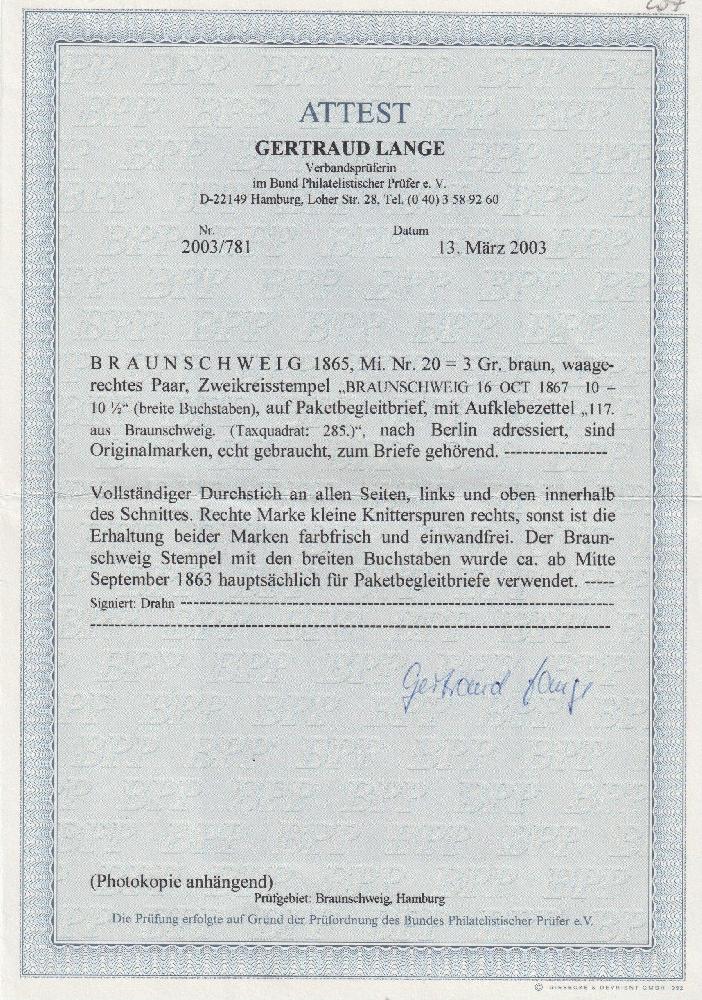 ATTEST
GERTRAUD LANGE
Verbandsprüferin
im Bund Philatelistischer Prüfer e. V.
D-22149 Hamburg, Loher Str. 28, Tel. (0 40) 3 58 92 60
Nr. Datum
2003/781 13. März 2003
BRAUNSCHWEIG 1865, Mi. Nr. 20 = 3 Gr. braun, waage-
rechtes Paar, Zweikreisstempel „BRAUNSCHWEIG 16 OCT 1867 10 –
10 ½“ (breite Buchstaben), auf Paketbegleitbrief, mit Aufklebezettel „117.
aus Braunschweig. (Taxquadrat: 285.)“, nach Berlin adressiert, sind
Originalmarken, echt gebraucht, zum Briefe gehörend. -----------------
Vollständiger Durchstich an allen Seiten, links und oben innerhalb
des Schnittes. Rechte Marke kleine Knitterspuren rechts, sonst ist die
Erhaltung beider Marken farbfrisch und einwandfrei. Der Braun-
schweig Stempel mit den breiten Buchstaben wurde ca. ab Mitte
September 1863 hauptsächlich für Paketbegleitbriefe verwendet. -----
Signiert: Drahn -----------------------------------------------------------------------
Gertraud Lange
(Photokopie anhängend)
Prüfgebiet: Braunschweig, Hamburg
Die Prüfung erfolgte auf Grund der Prüfordnung des Bundes Philatelistischer Prüfer e.V.
© GIESECKE & DEVRIENT GMBH 992
BPP